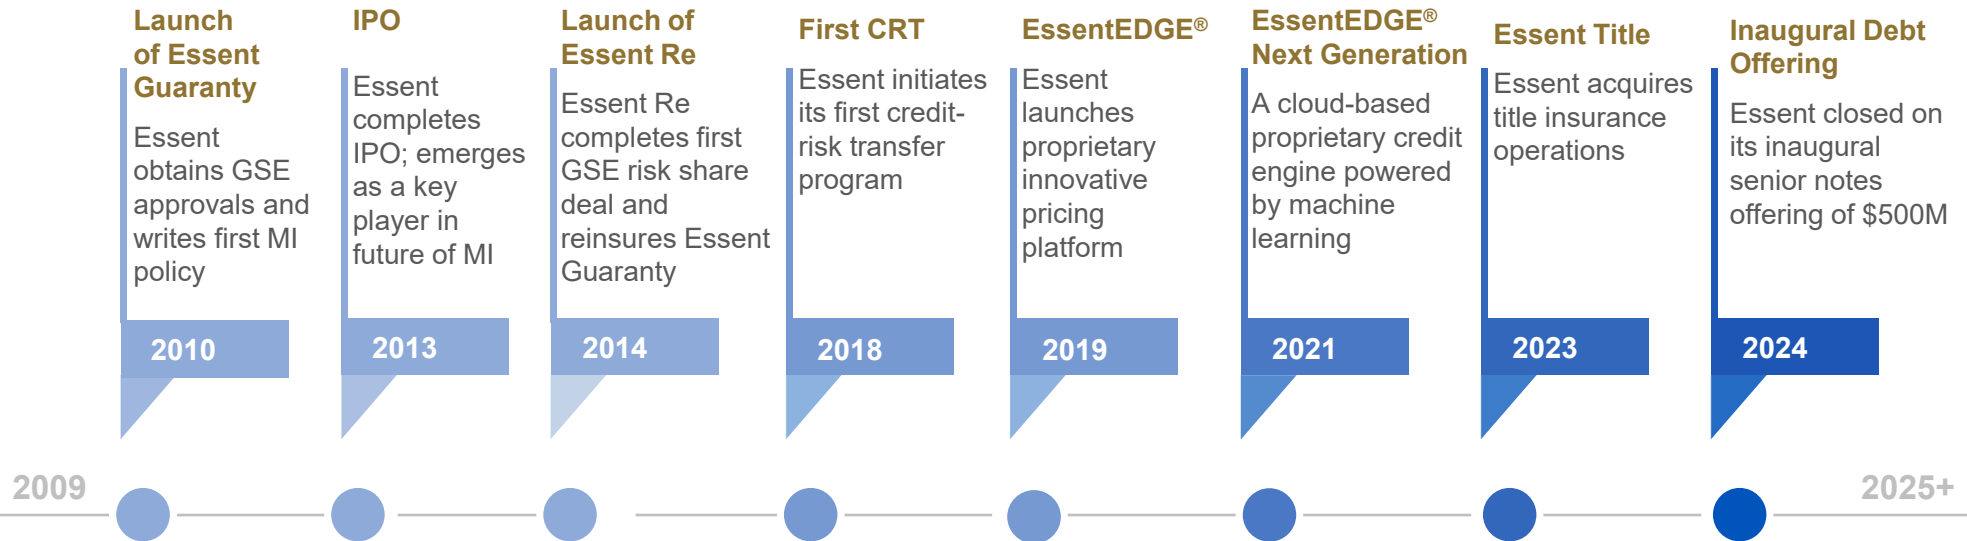 Launch
of Essent
Guaranty
Essent
obtains GSE
approvals and
writes first MI
policy
2010
IPO
Essent
completes
IPO; emerges
as a key
player in
future of MI
2013
Launch of
Essent Re
Essent Re
completes first
GSE risk share
deal and
reinsures Essent
Guaranty
2014
First CRT
Essent initiates
its first credit-
risk transfer
program
2018
EssentEDGE®
Essent
launches
proprietary
innovative
pricing
platform
2019
EssentEDGE®
Next Generation
A cloud-based
proprietary credit
engine powered
by machine
learning
2021
Essent Title
Essent acquires
title insurance
operations
2023
Inaugural Debt
Offering
Essent closed on
its inaugural
senior notes
offering of $500M
2024
2009
2025+